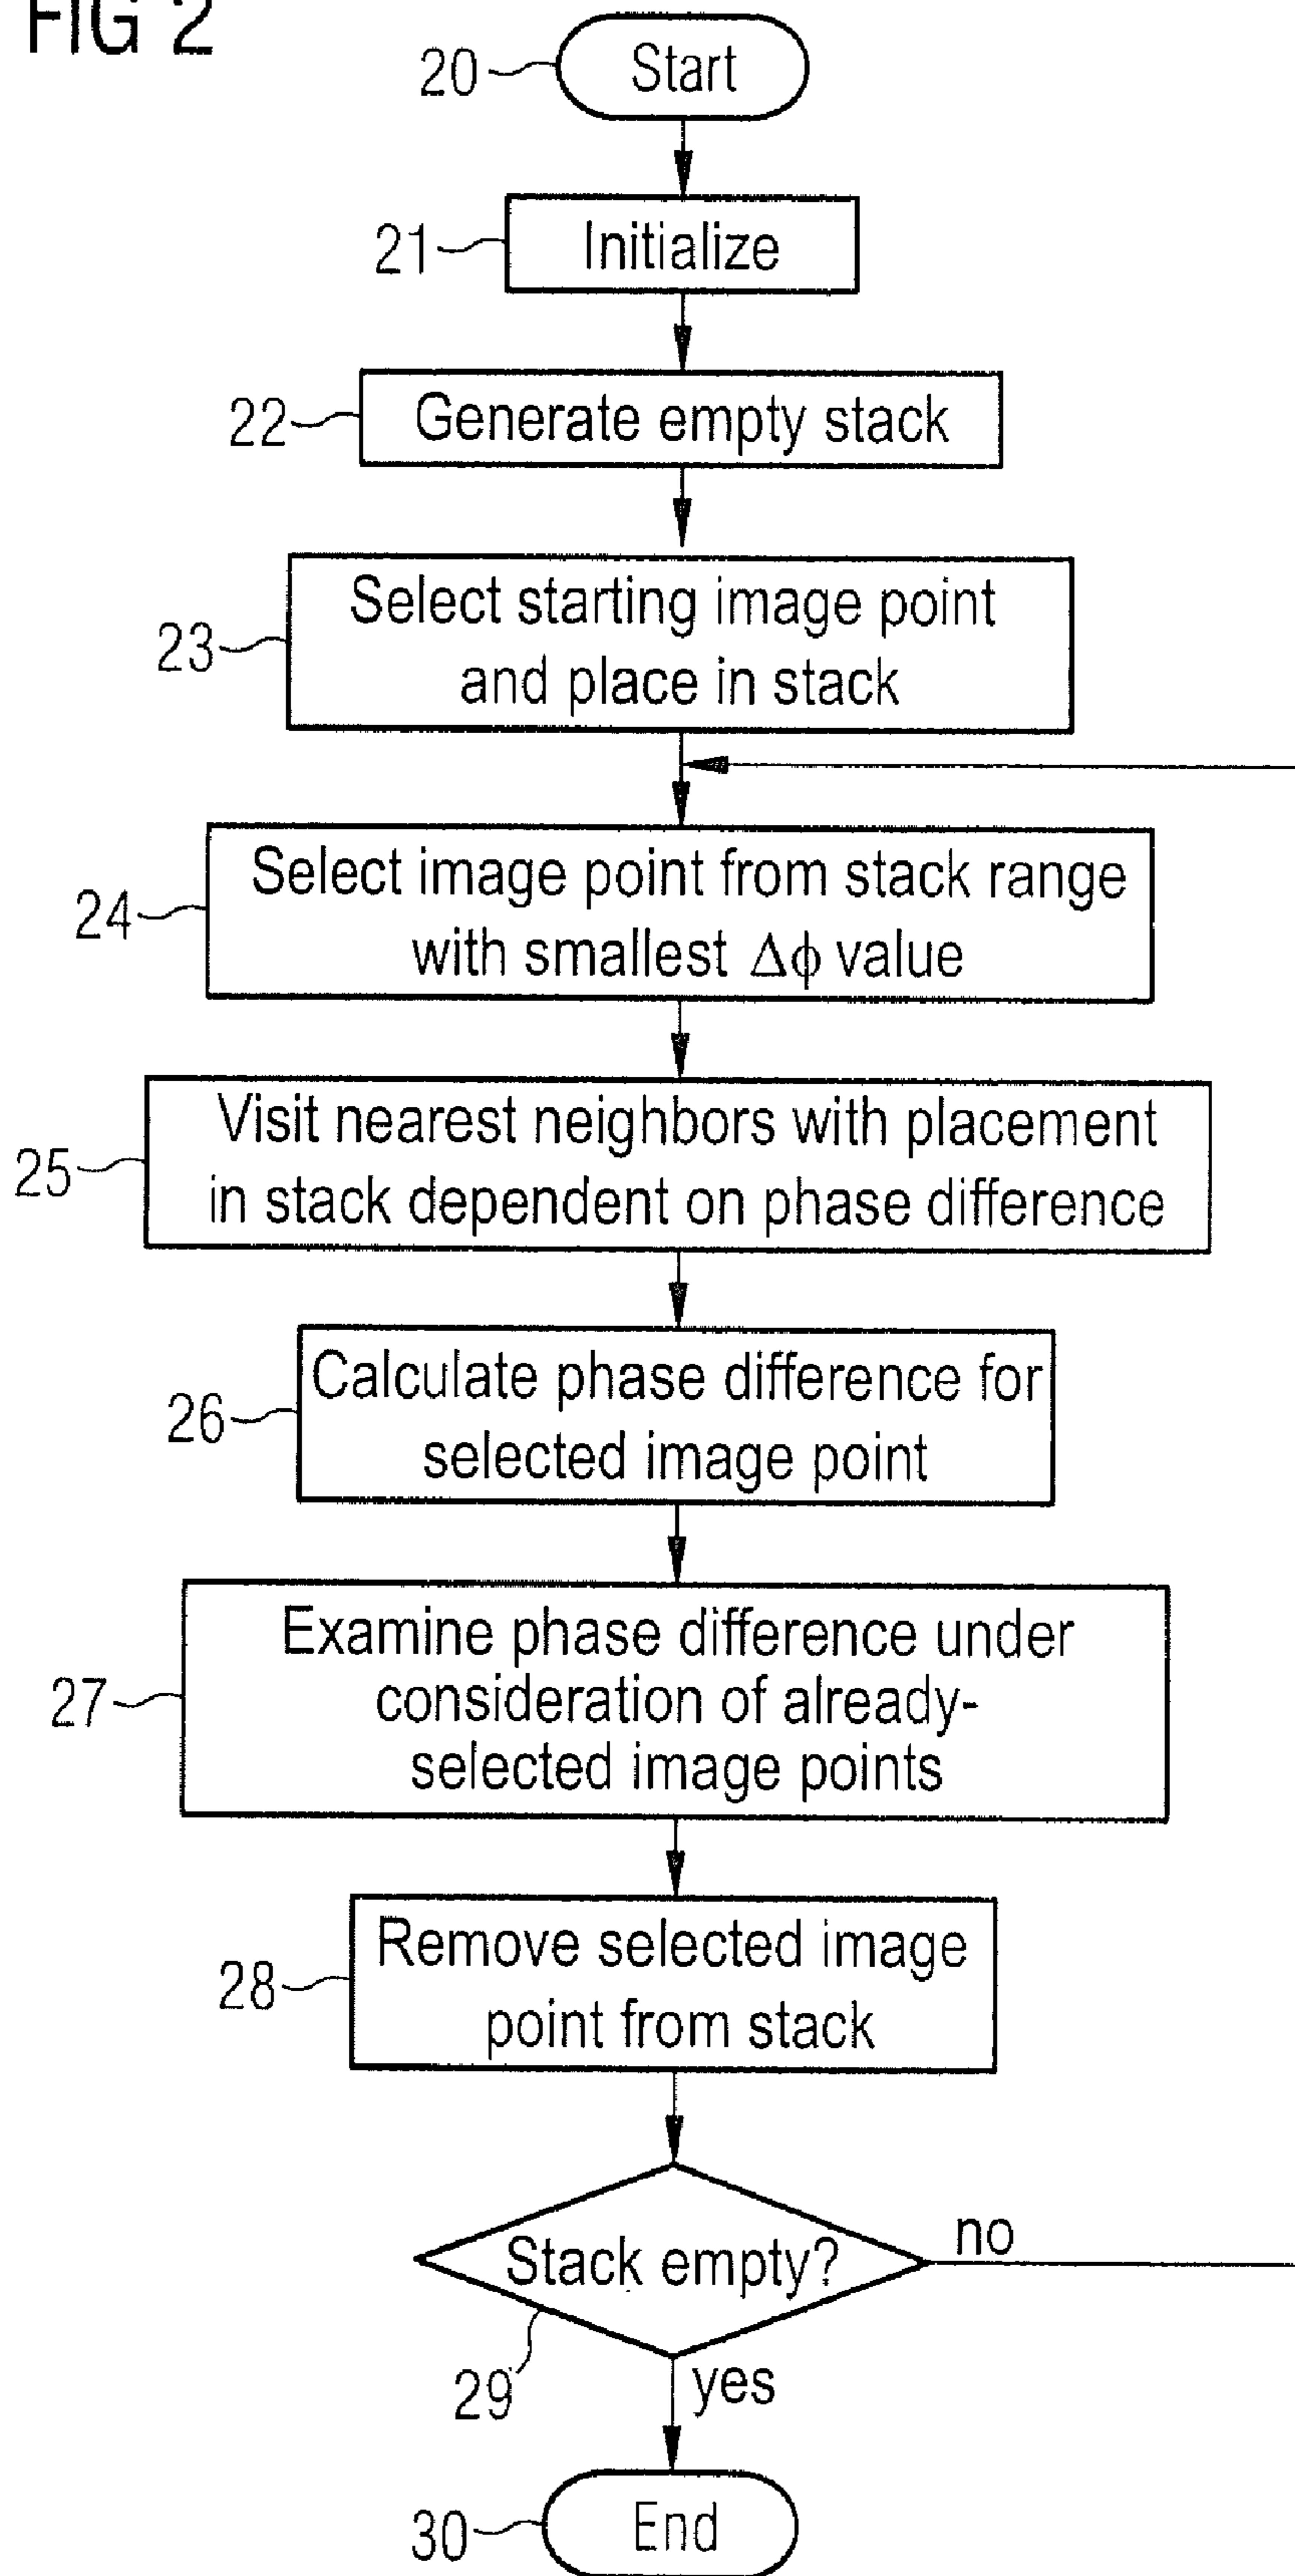 FIG 2
20
Start
21
Initialize
22
Generate empty stack
23
Select starting image point
and place in stack
24
Select image point from stack range
with smallest Δϕ value
25
Visit nearest neighbors with placement
in stack dependent on phase difference
26
Calculate phase difference for
selected image point
27
Examine phase difference under
consideration of already-
selected image points
28
Remove selected image
point from stack
Stack empty?
no
29
yes
30
End